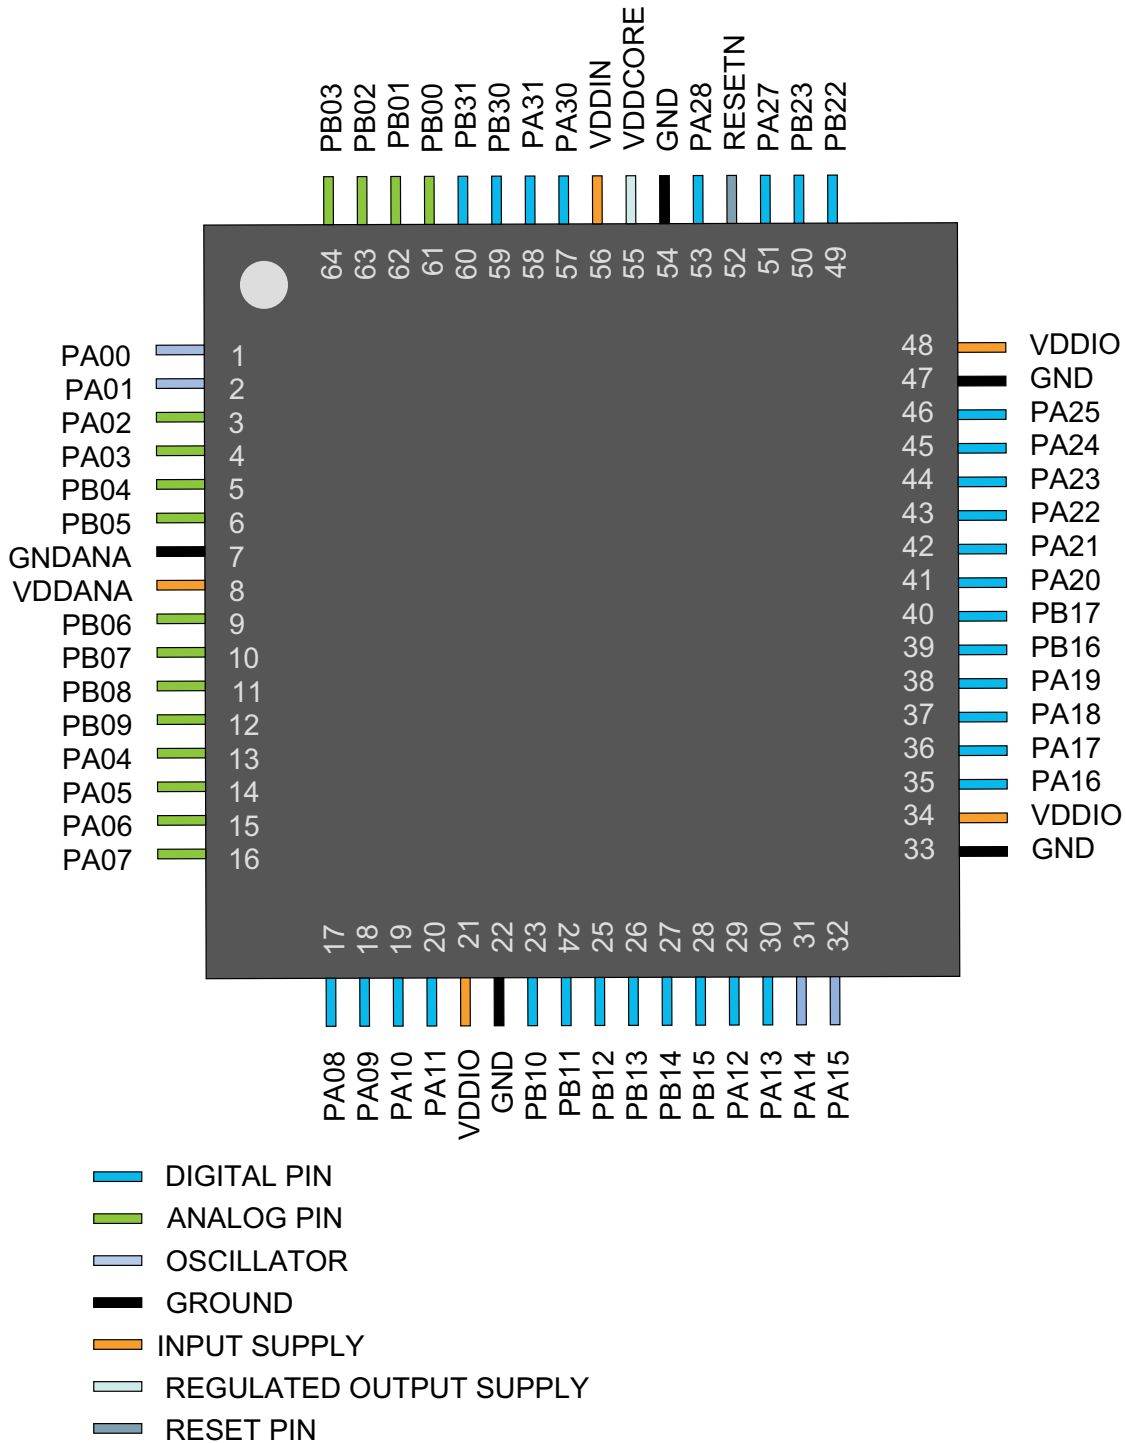 PB03
PB02
PB01
PB00
PB31
PB30
PA31
PA30
VDDIN
VDDCORE
GND
PA28
RESETN
PA27
PB23
PB22
64
63
62
61
60
59
58
57
56
55
54
53
52
51
50
49
PA00 1
PA01 2
PA02 3
PA03 4
PB04 5
PB05 6
GNDANA 7
VDDANA 8
PB06 9
PB07 10
PB08 11
PB09 12
PA04 13
PA05 14
PA06 15
PA07 16
48 VDDIO
47 GND
46 PA25
45 PA24
44 PA23
43 PA22
42 PA21
41 PA20
40 PB17
39 PB16
38 PA19
37 PA18
36 PA17
35 PA16
34 VDDIO
33 GND
17
18
19
20
21
22
23
24
25
26
27
28
29
30
31
32
PA08
PA09
PA10
PA11
VDDIO
GND
PB10
PB11
PB12
PB13
PB14
PB15
PA12
PA13
PA14
PA15
DIGITAL PIN
ANALOG PIN
OSCILLATOR
GROUND
INPUT SUPPLY
REGULATED OUTPUT SUPPLY
RESET PIN